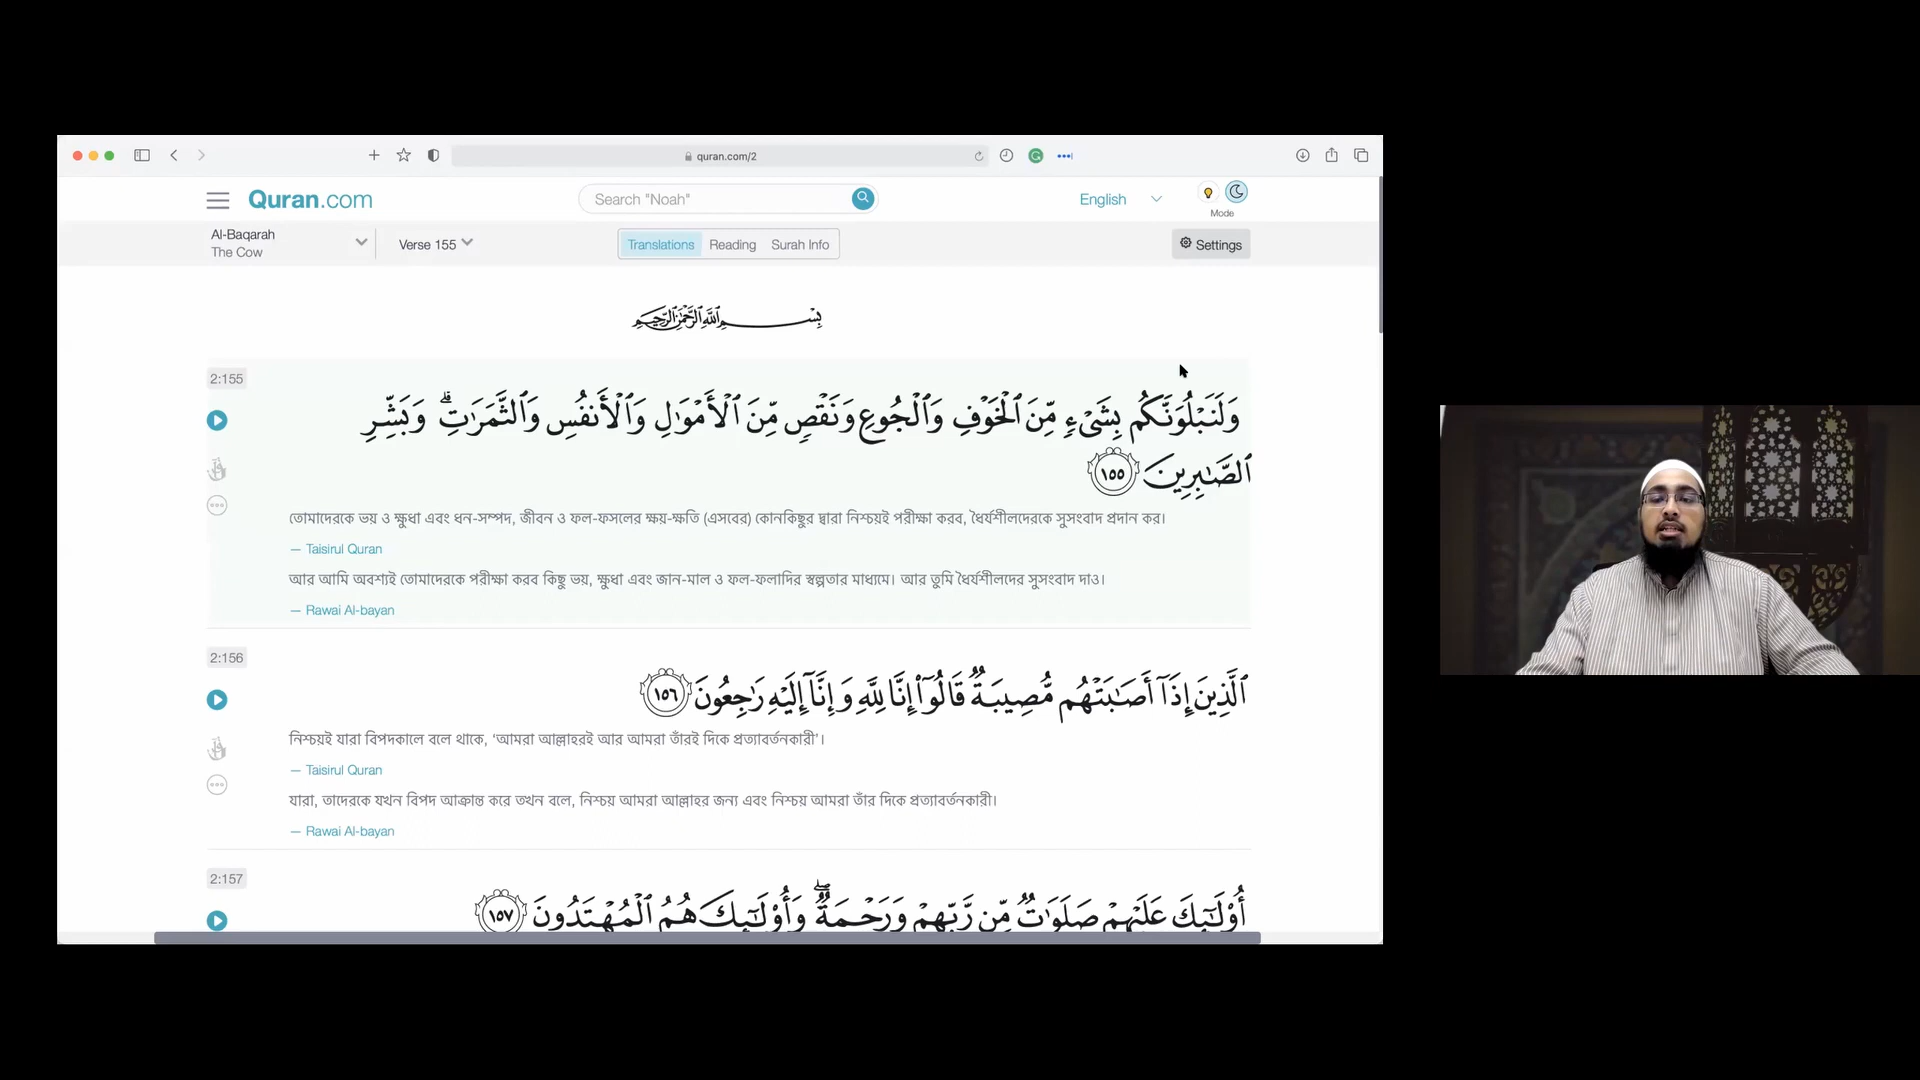 quran.com/2
Quran.com
Search "Noah"
English
Mode
Al-Baqarah
The Cow
Verse 155
Translations Reading Surah Info
Settings
بِسْمِ ٱللَّهِ ٱلرَّحْمَٰنِ ٱلرَّحِيمِ
2:155
وَلَنَبْلُوَنَّكُم بِشَىْءٍ مِّنَ ٱلْخَوْفِ وَٱلْجُوعِ وَنَقْصٍ مِّنَ ٱلْأَمْوَٰلِ وَٱلْأَنفُسِ وَٱلثَّمَرَٰتِ ۗ وَبَشِّرِ
ٱلصَّٰبِرِينَ ١٥٥
তোমাদেরকে ভয় ও ক্ষুধা এবং ধন-সম্পদ, জীবন ও ফল-ফসলের ক্ষয়-ক্ষতি (এসবের) কোনকিছুর দ্বারা নিশ্চয়ই পরীক্ষা করব, ধৈর্যশীলদেরকে সুসংবাদ প্রদান কর।
— Taisirul Quran
আর আমি অবশ্যই তোমাদেরকে পরীক্ষা করব কিছু ভয়, ক্ষুধা এবং জান-মাল ও ফল-ফলাদির স্বল্পতার মাধ্যমে। আর তুমি ধৈর্যশীলদের সুসংবাদ দাও।
— Rawai Al-bayan
2:156
ٱلَّذِينَ إِذَآ أَصَٰبَتْهُم مُّصِيبَةٌ قَالُوٓا۟ إِنَّا لِلَّهِ وَإِنَّآ إِلَيْهِ رَٰجِعُونَ ١٥٦
নিশ্চয়ই যারা বিপদকালে বলে থাকে, ‘আমরা আল্লাহরই আর আমরা তাঁরই দিকে প্রত্যাবর্তনকারী’।
— Taisirul Quran
যারা, তাদেরকে যখন বিপদ আক্রান্ত করে তখন বলে, নিশ্চয় আমরা আল্লাহর জন্য এবং নিশ্চয় আমরা তাঁর দিকে প্রত্যাবর্তনকারী।
— Rawai Al-bayan
2:157
أُو۟لَٰٓئِكَ عَلَيْهِمْ صَلَوَٰتٌ مِّن رَّبِّهِمْ وَرَحْمَةٌ ۖ وَأُو۟لَٰٓئِكَ هُمُ ٱلْمُهْتَدُونَ ١٥٧